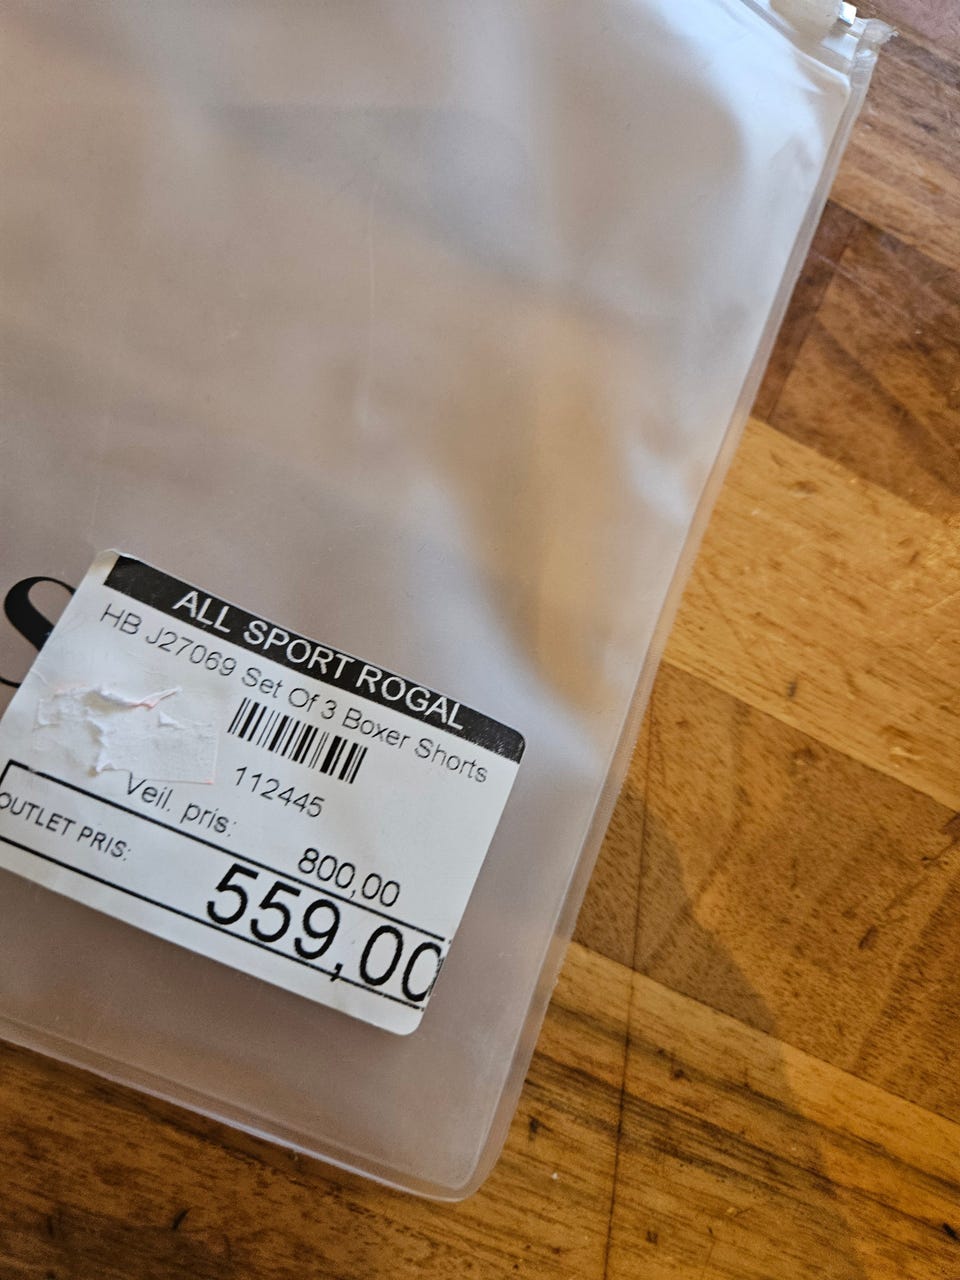 ALL SPORT ROGAL
HB J27069 Set Of 3 Boxer Shorts
112445
Veil. pris:
800,00
OUTLET PRIS:
559,00